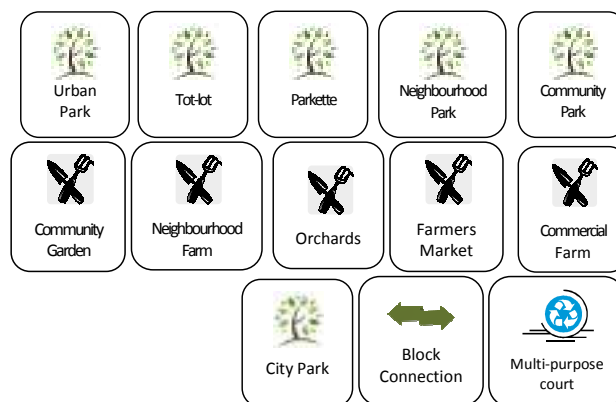 Urban
Park
Tot-lot
Parkette
Neighbourhood
Park
Community
Park
Community
Garden
Neighbourhood
Farm
Orchards
Farmers
Market
Commercial
Farm
City Park
Block
Connection
Multi-purpose
court